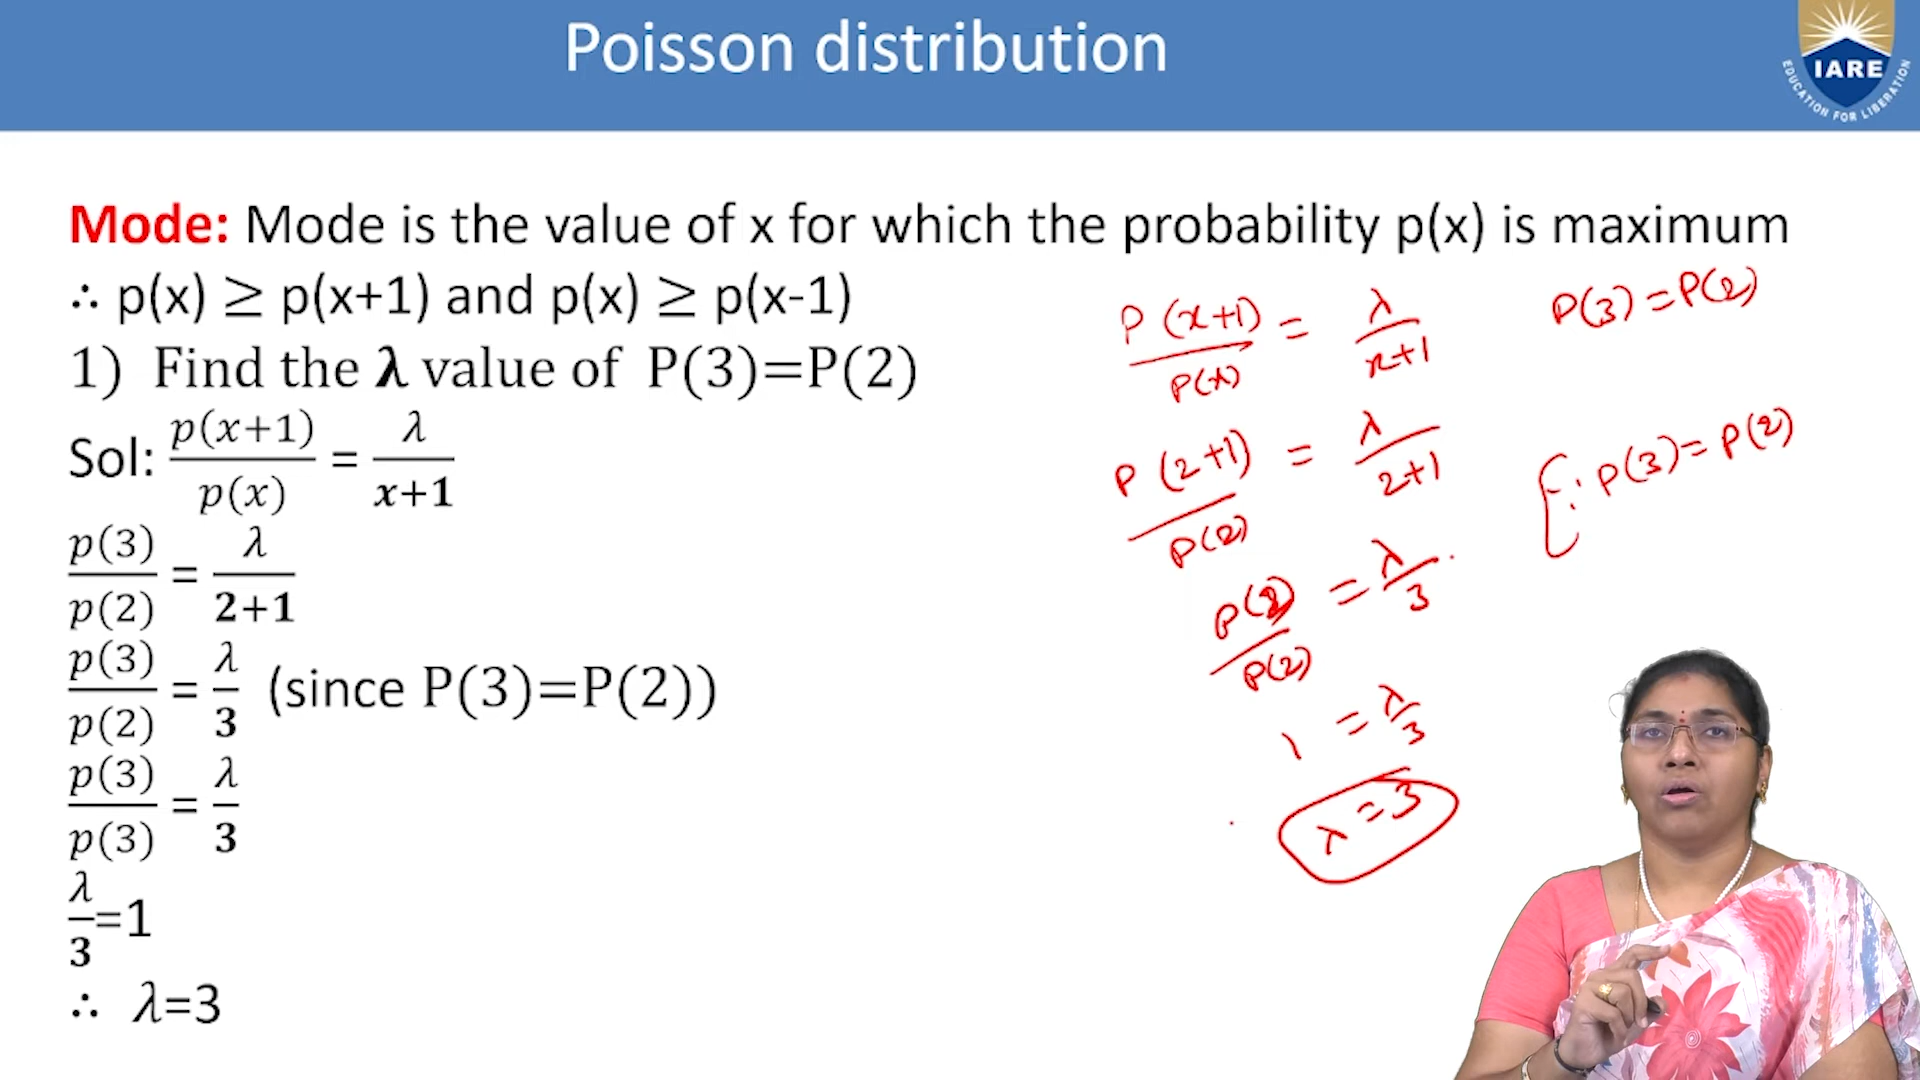 Poisson distribution
IARE
EDUCATION FOR LIBERATION
Mode: Mode is the value of x for which the probability p(x) is maximum
∴ p(x) ≥ p(x+1) and p(x) ≥ p(x-1)
1) Find the λ value of P(3)=P(2)
Sol: p(x+1)/p(x) = λ/x+1
p(3)/p(2) = λ/2+1
p(3)/p(2) = λ/3 (since P(3)=P(2))
p(3)/p(3) = λ/3
λ/3=1
∴ λ=3
P(x+1)/P(x) = λ/x+1
P(3)=P(2)
P(2+1)/P(2) = λ/2+1
[∵ P(3)=P(2)
P(2)/P(2) = λ/3
1 = λ/3
λ=3